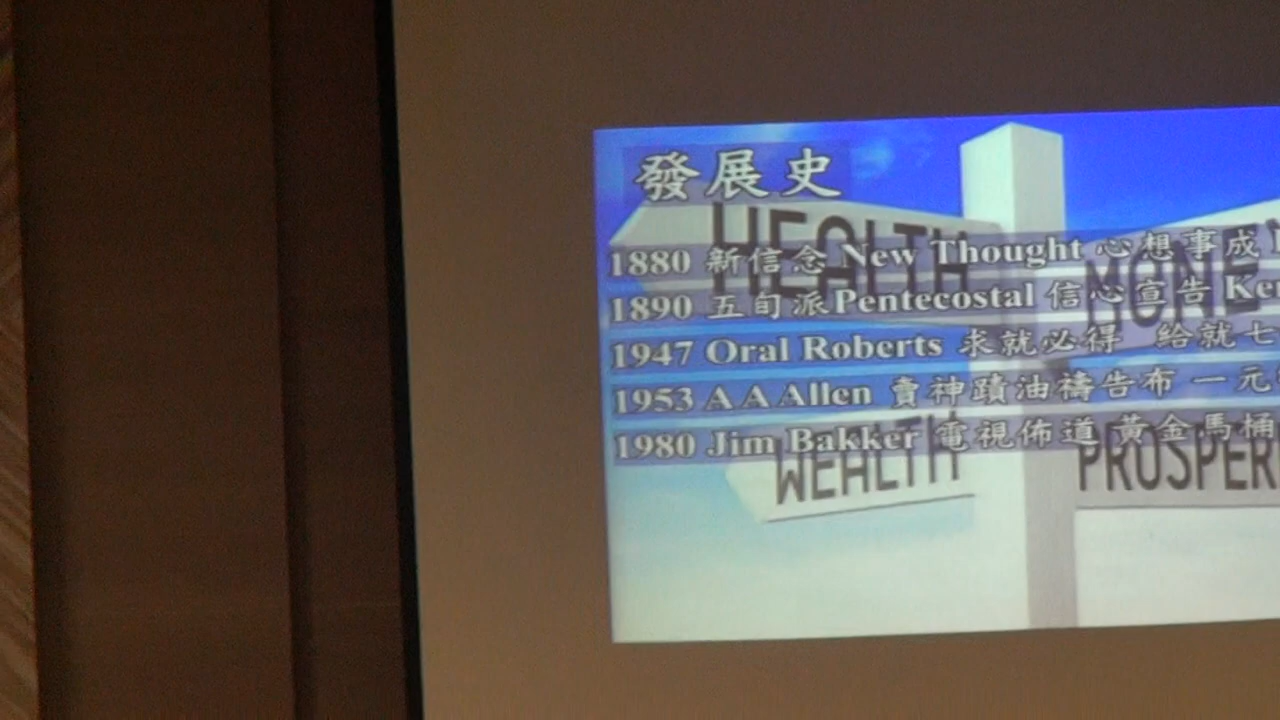 發展史
HEALTH
MONEY
1880 新信念 New Thought 心想事成
1890 五旬派Pentecostal 信心宣告 Ken
1947 Oral Roberts 求就必得 給就七
1953 A A Allen 賣神蹟油禱告布 一元
1980 Jim Bakker 電視佈道 黃金馬桶
WEALTH
PROSPERI